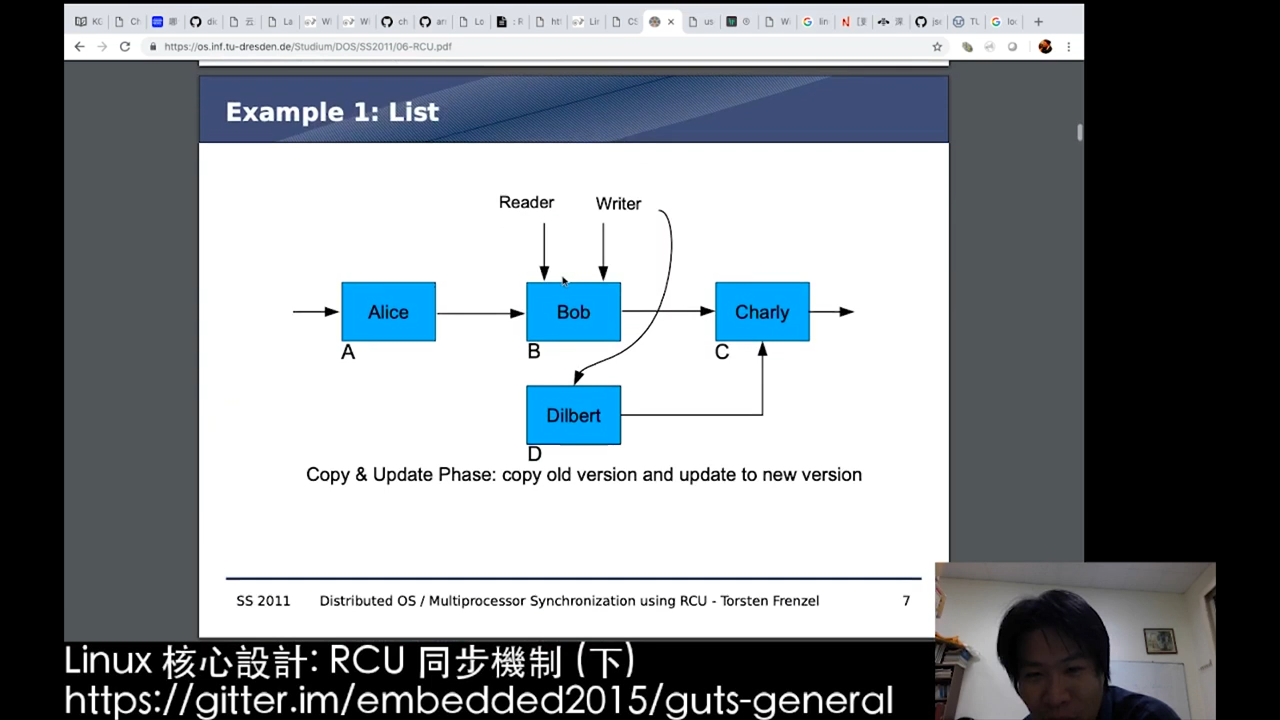 https://os.inf.tu-dresden.de/Studium/DOS/SS2011/06-RCU.pdf
Example 1: List
Reader
Writer
Alice
Bob
Charly
A
B
C
Dilbert
D
Copy & Update Phase: copy old version and update to new version
SS 2011
Distributed OS / Multiprocessor Synchronization using RCU - Torsten Frenzel
7
Linux 核心設計: RCU 同步機制 (下)
https://gitter.im/embedded2015/guts-general